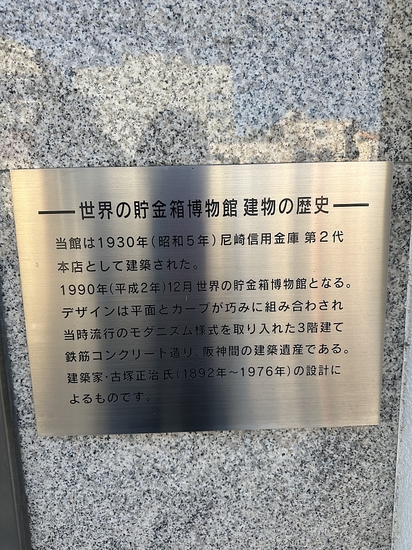 世界の貯金箱博物館 建物の歴史
当館は1930年(昭和5年)尼崎信用金庫 第2代
本店として建築された。
1990年(平成2年)12月 世界の貯金箱博物館となる。
デザインは平面とカーブが巧みに組み合わされ
当時流行のモダニスム様式を取り入れた3階建て
鉄筋コンクリート造り、阪神間の建築遺産である。
建築家・古塚正治 氏(1892年～1976年)の設計に
よるものです。